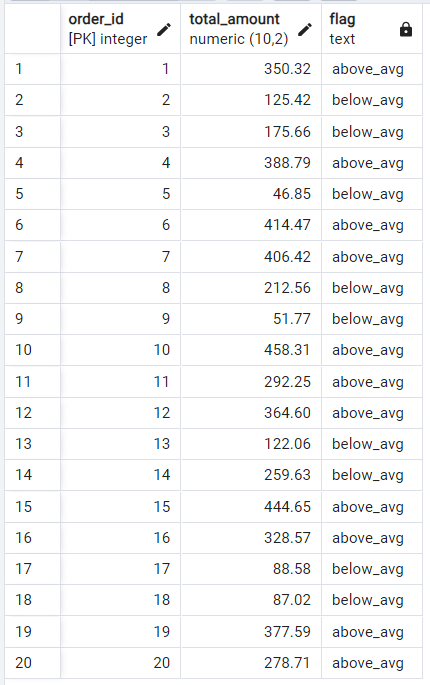 order_id total_amount flag
[PK] integer numeric (10,2) text
1 1 350.32 above_avg
2 2 125.42 below_avg
3 3 175.66 below_avg
4 4 388.79 above_avg
5 5 46.85 below_avg
6 6 414.47 above_avg
7 7 406.42 above_avg
8 8 212.56 below_avg
9 9 51.77 below_avg
10 10 458.31 above_avg
11 11 292.25 above_avg
12 12 364.60 above_avg
13 13 122.06 below_avg
14 14 259.63 below_avg
15 15 444.65 above_avg
16 16 328.57 above_avg
17 17 88.58 below_avg
18 18 87.02 below_avg
19 19 377.59 above_avg
20 20 278.71 above_avg